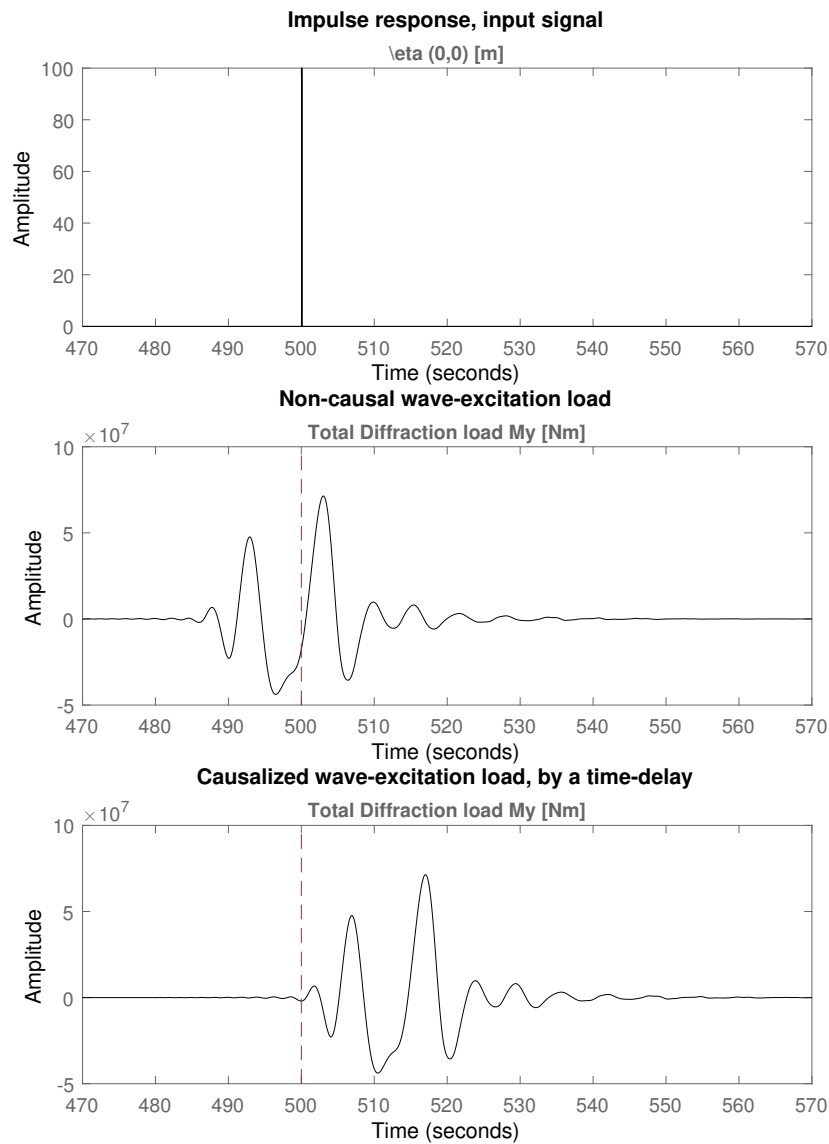 Impulse response, input signal
\eta (0,0) [m]
100
80
60
40
20
0
Amplitude
470 480 490 500 510 520 530 540 550 560 570
Time (seconds)
Non-causal wave-excitation load
×10^7
Total Diffraction load My [Nm]
10
5
0
-5
Amplitude
470 480 490 500 510 520 530 540 550 560 570
Time (seconds)
Causalized wave-excitation load, by a time-delay
×10^7
Total Diffraction load My [Nm]
10
5
0
-5
Amplitude
470 480 490 500 510 520 530 540 550 560 570
Time (seconds)